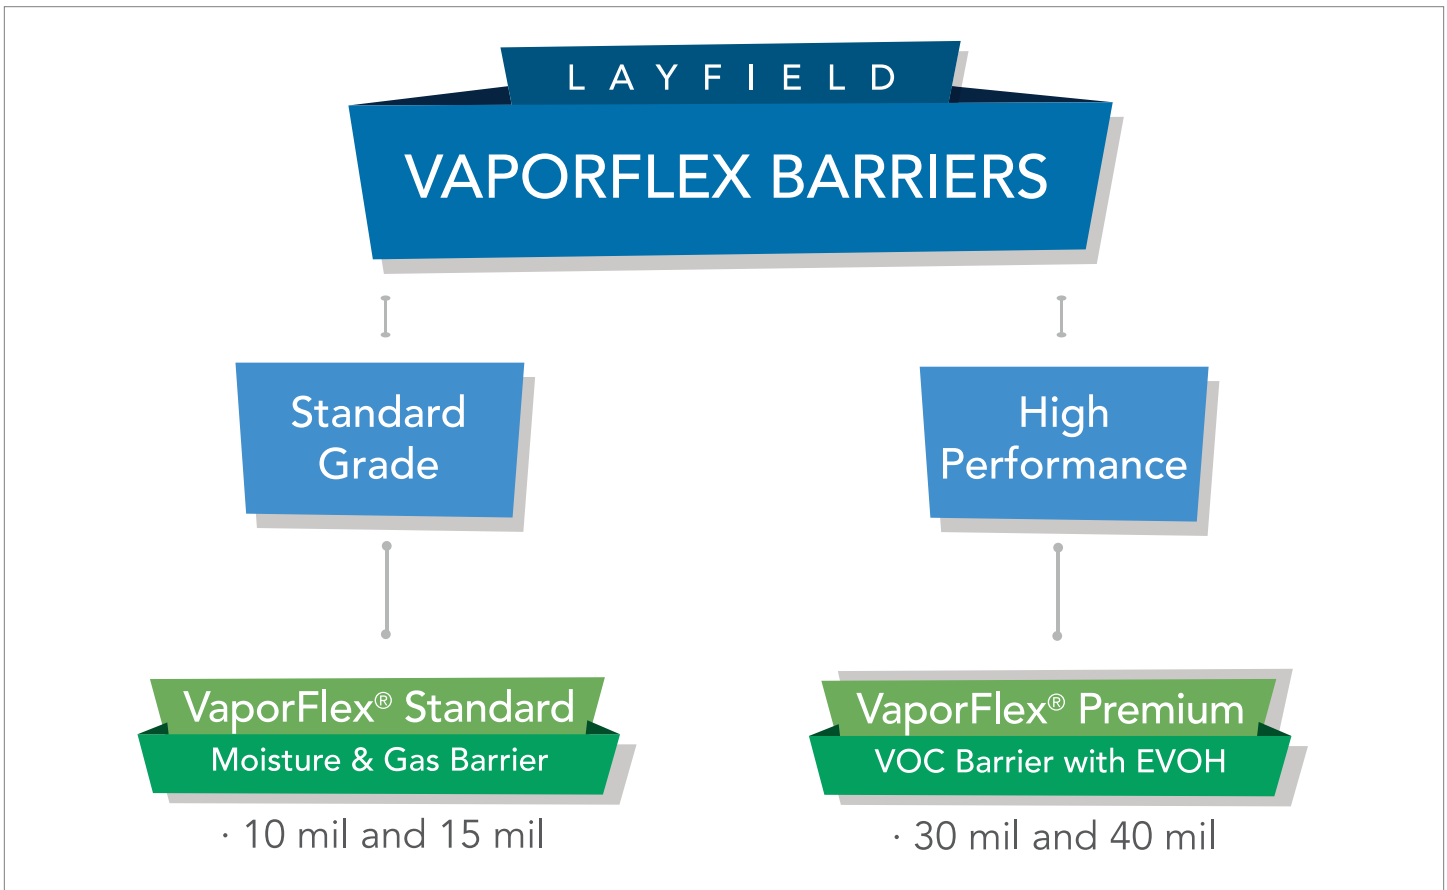 LAYFIELD
VAPORFLEX BARRIERS
Standard
Grade
High
Performance
VaporFlex® Standard
Moisture & Gas Barrier
· 10 mil and 15 mil
VaporFlex® Premium
VOC Barrier with EVOH
· 30 mil and 40 mil